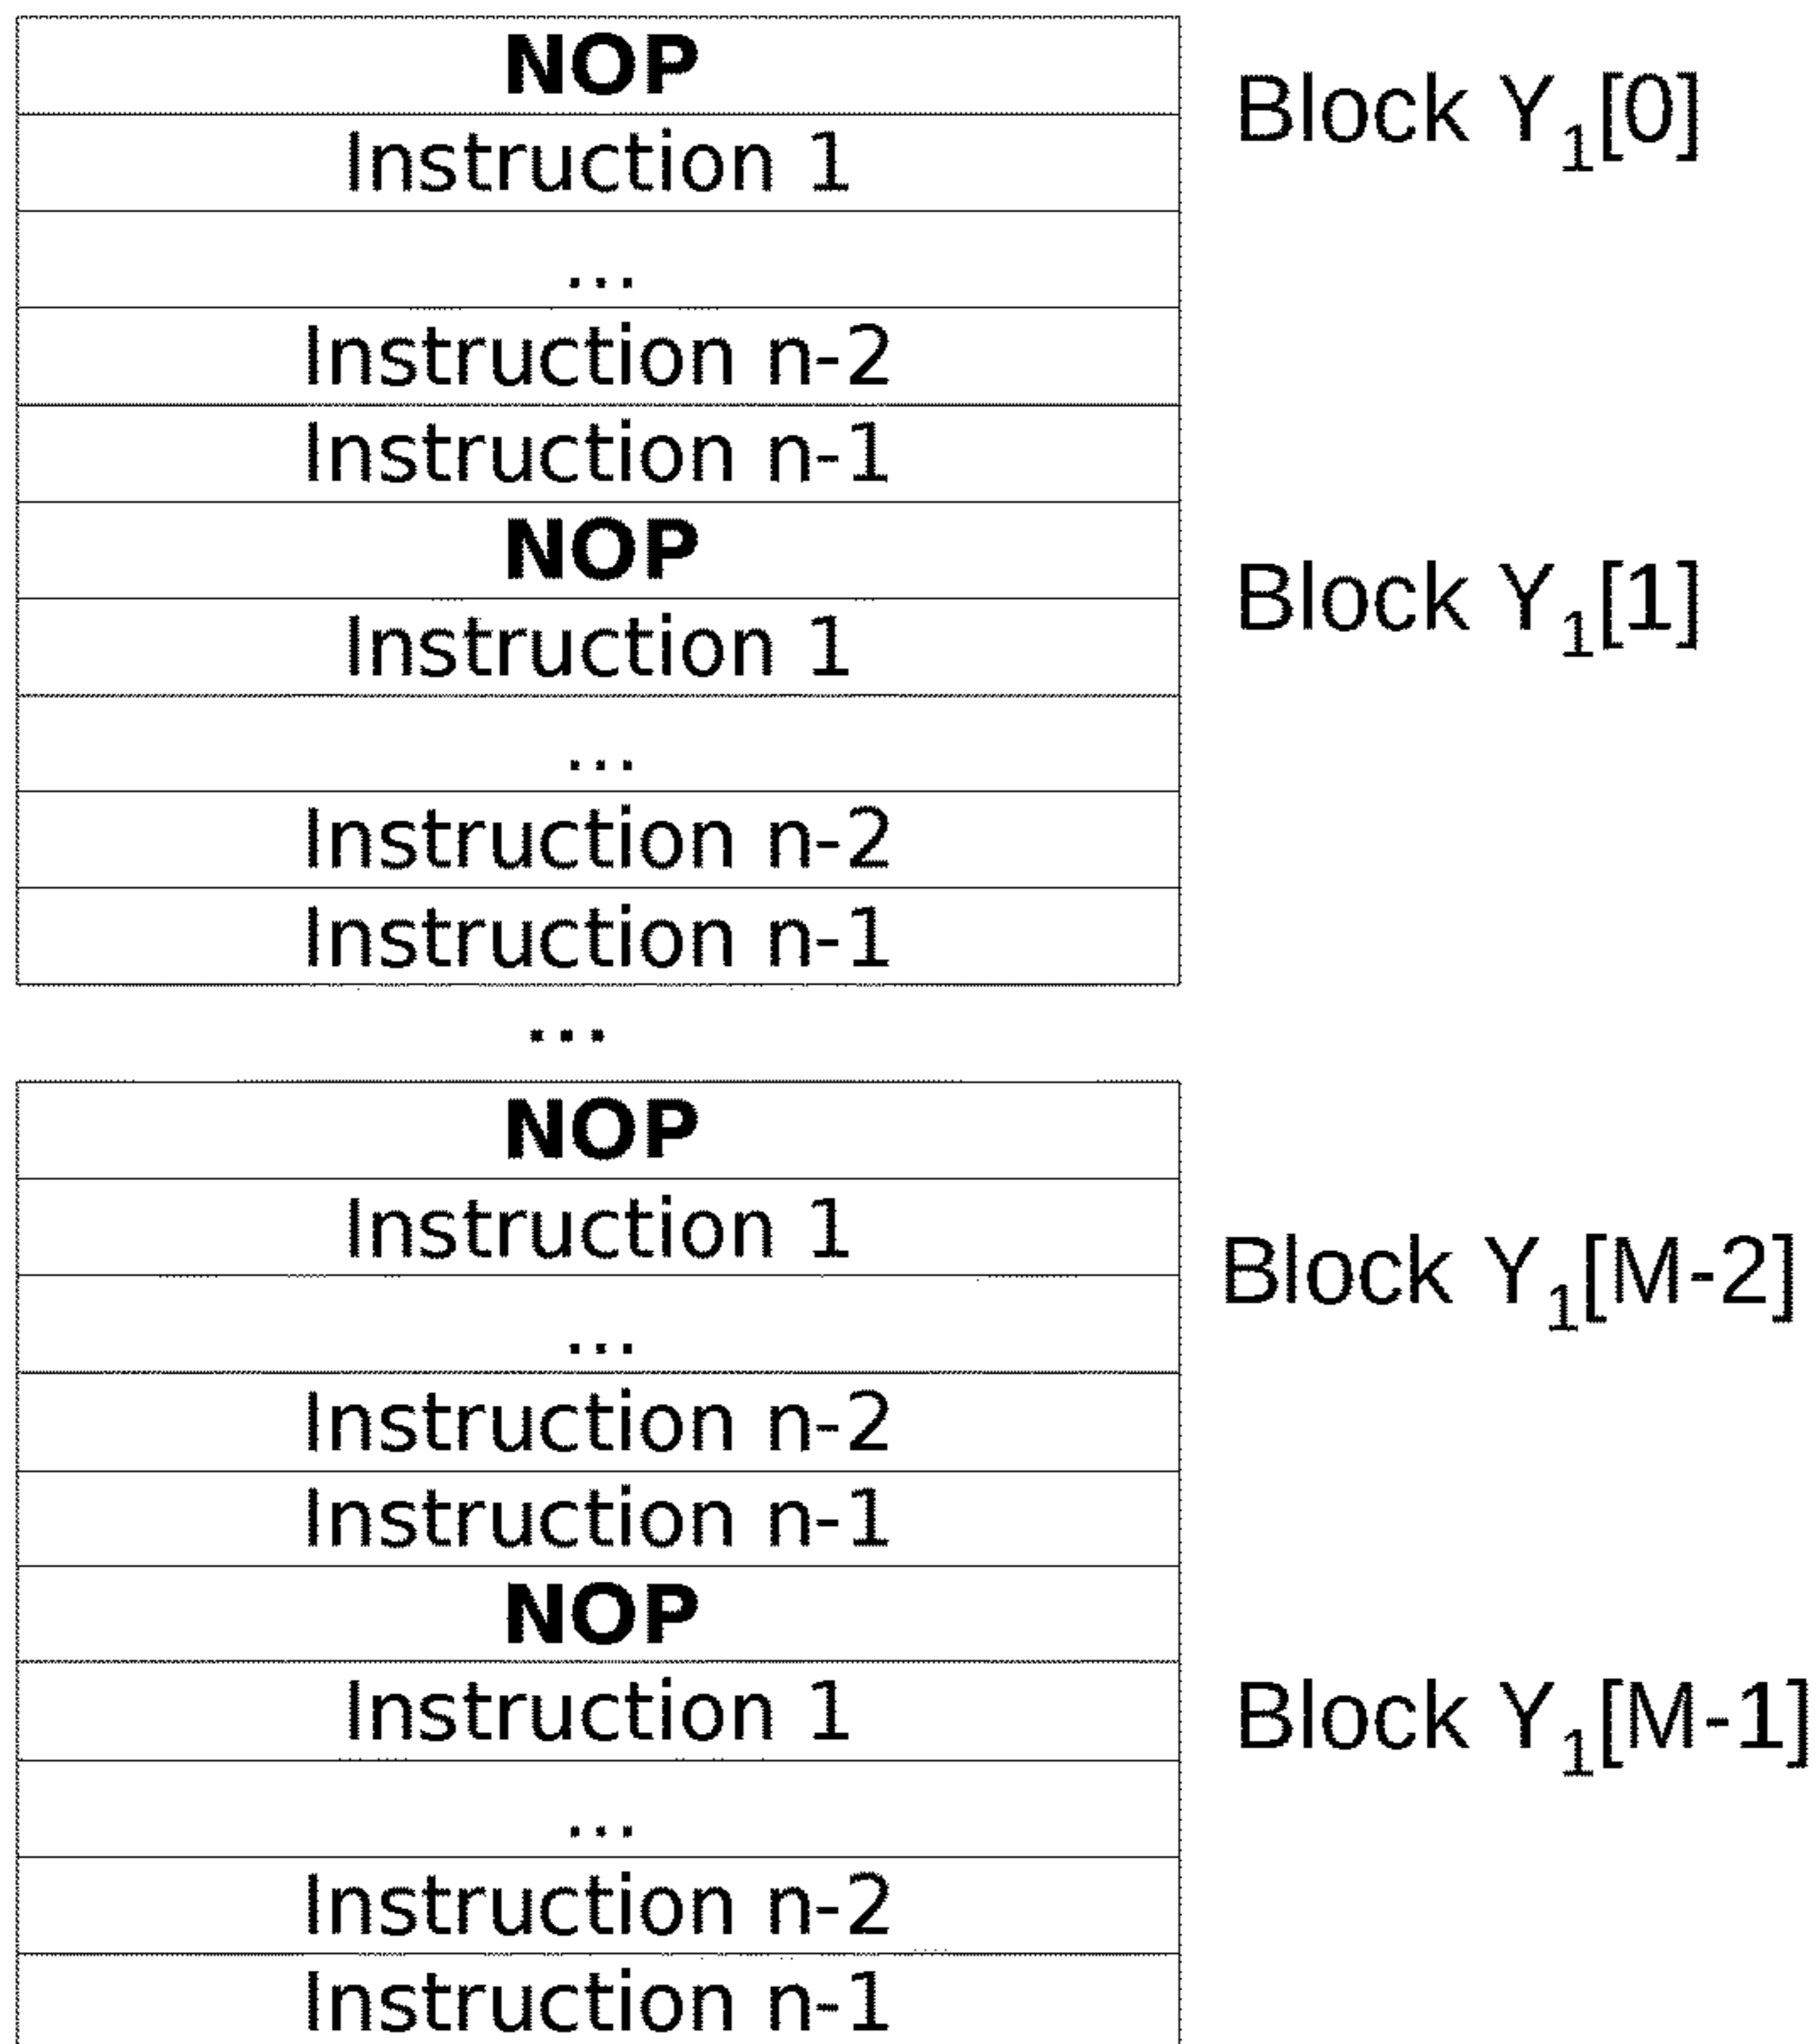 NOP
Block Y₁[0]
Instruction 1
...
Instruction n-2
Instruction n-1
NOP
Block Y₁[1]
Instruction 1
...
Instruction n-2
Instruction n-1
...
NOP
Instruction 1
Block Y₁[M-2]
...
Instruction n-2
Instruction n-1
NOP
Instruction 1
Block Y₁[M-1]
...
Instruction n-2
Instruction n-1